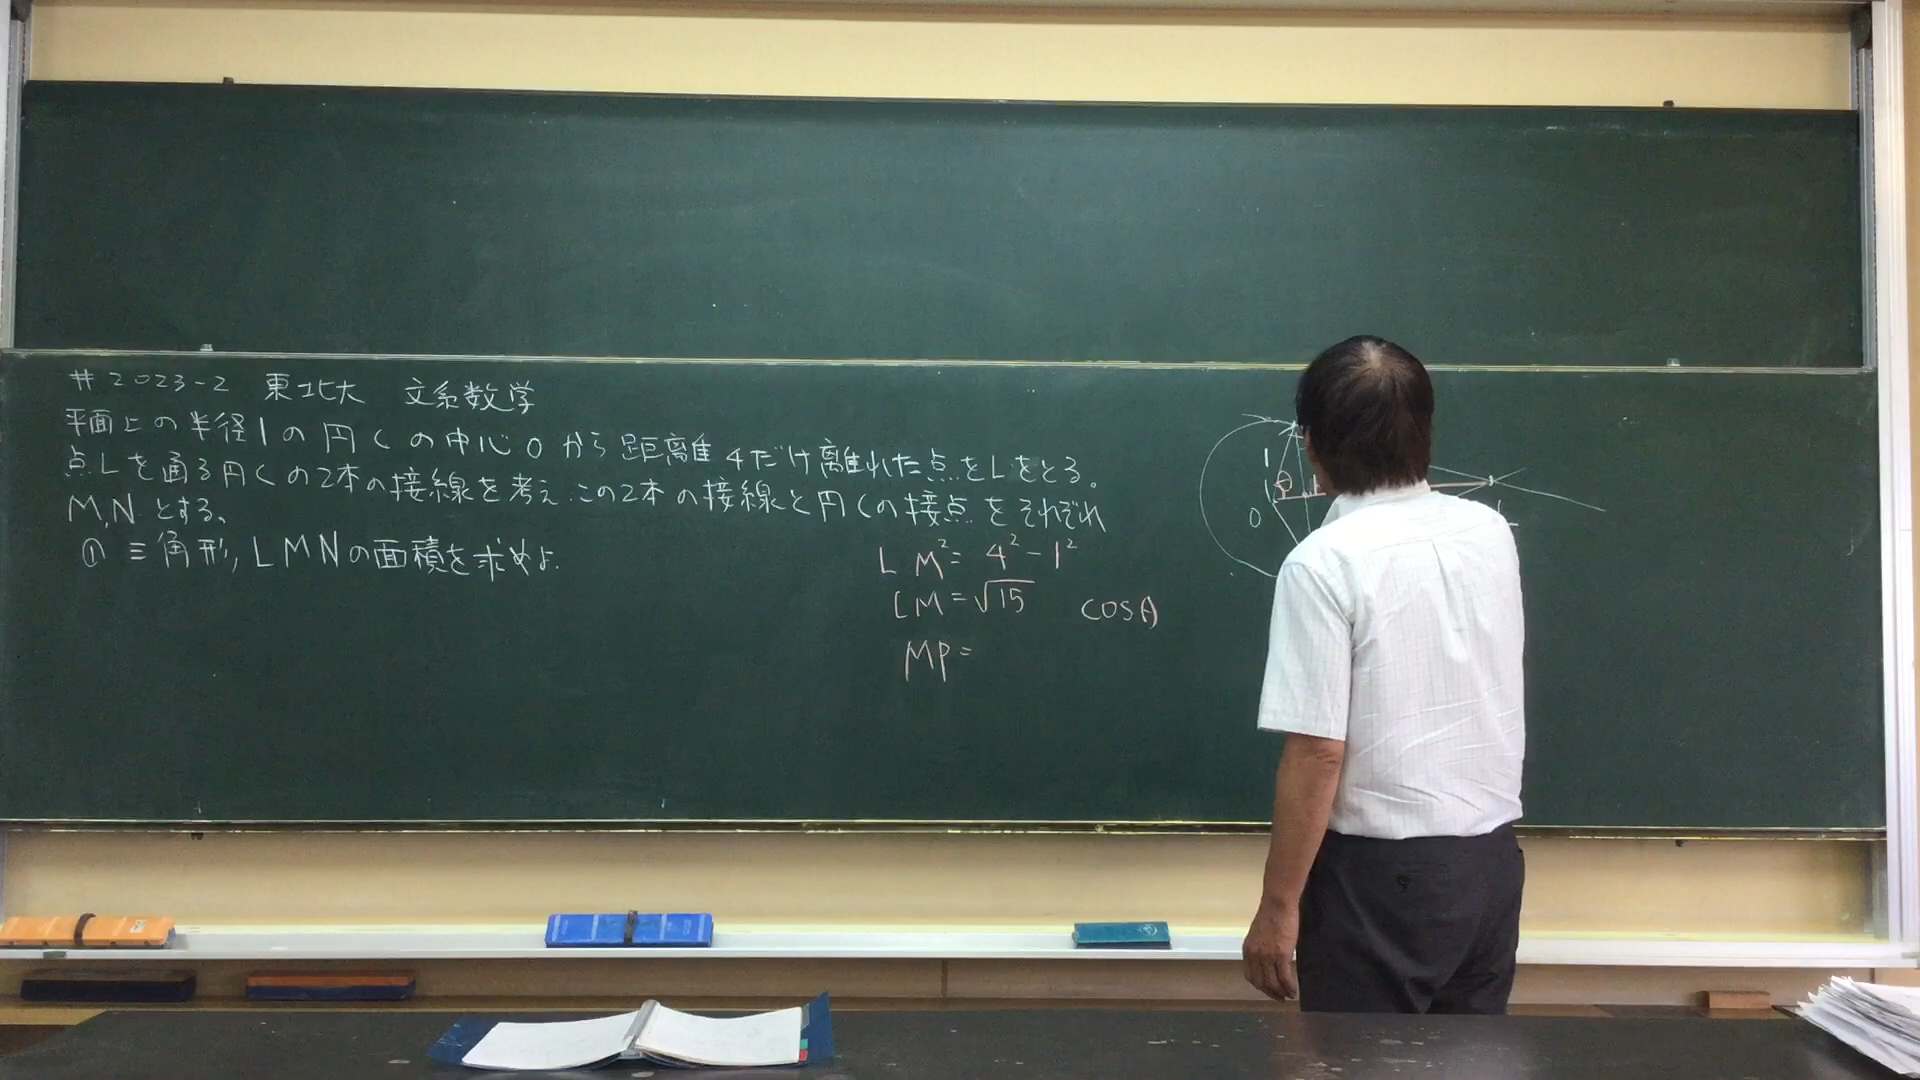 #2023-2 東北大 文系数学
平面上の半径1の円Cの中心Oから距離4だけ離れた点をLをとる。
点Lを通る円Cの2本の接線を考え、この2本の接線と円Cの接点をそれぞれ
M,Nとする。
① 三角形,LMNの面積を求めよ.
LM²= 4²-1²
LM=√15
cosθ
MP=
1
θ
O